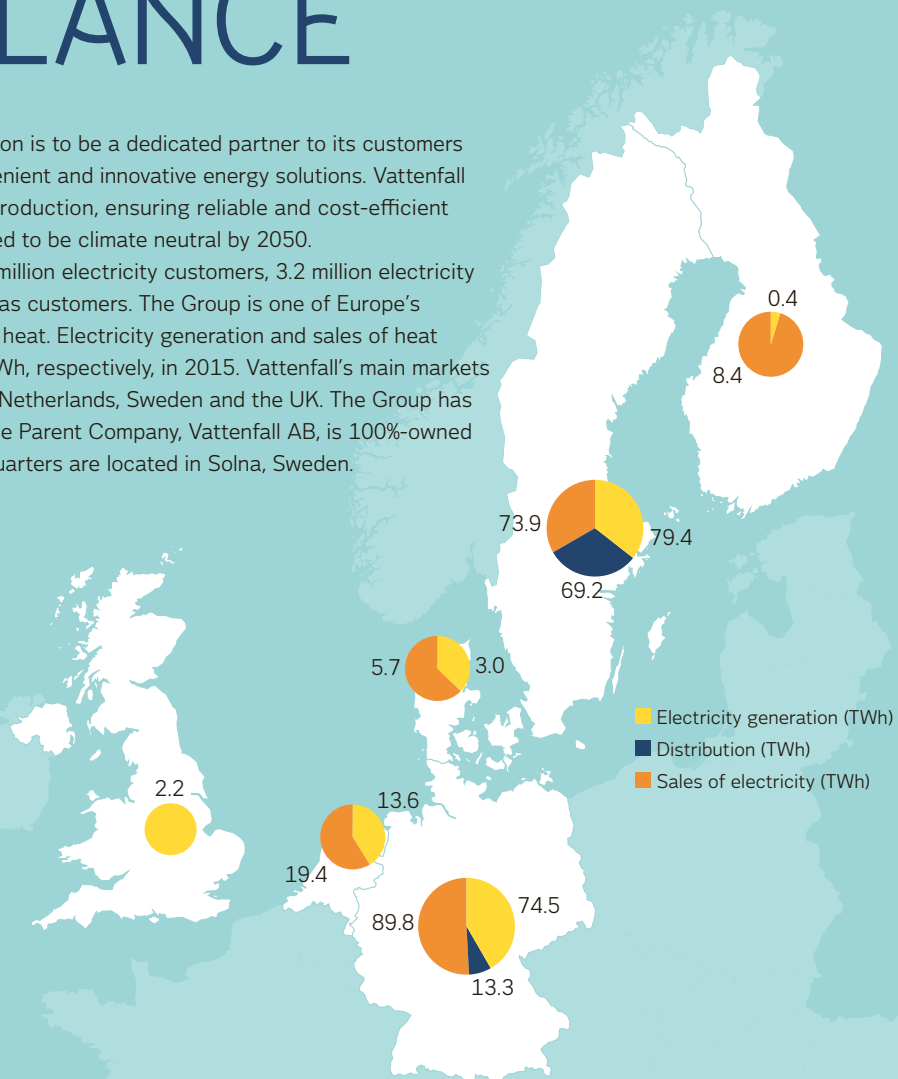 LANCE
on is to be a dedicated partner to its customers
enient and innovative energy solutions. Vattenfall
roduction, ensuring reliable and cost-efficient
ed to be climate neutral by 2050.
million electricity customers, 3.2 million electricity
as customers. The Group is one of Europe's
heat. Electricity generation and sales of heat
Wh, respectively, in 2015. Vattenfall's main markets
Netherlands, Sweden and the UK. The Group has
e Parent Company, Vattenfall AB, is 100%-owned
uarters are located in Solna, Sweden.
0.4
8.4
73.9
79.4
69.2
5.7
3.0
Electricity generation (TWh)
Distribution (TWh)
Sales of electricity (TWh)
2.2
13.6
19.4
89.8
74.5
13.3